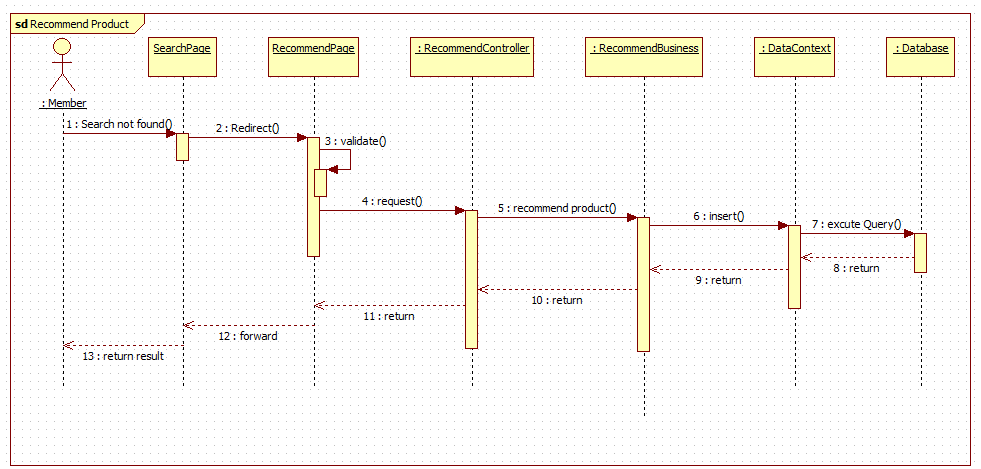 sd Recommend Product
SearchPage
RecommendPage
: RecommendController
: RecommendBusiness
: DataContext
: Database
: Member
1 : Search not found()
2 : Redirect()
3 : validate()
4 : request()
5 : recommend product()
6 : insert()
7 : excute Query()
8 : return
9 : return
10 : return
11 : return
12 : forward
13 : return result